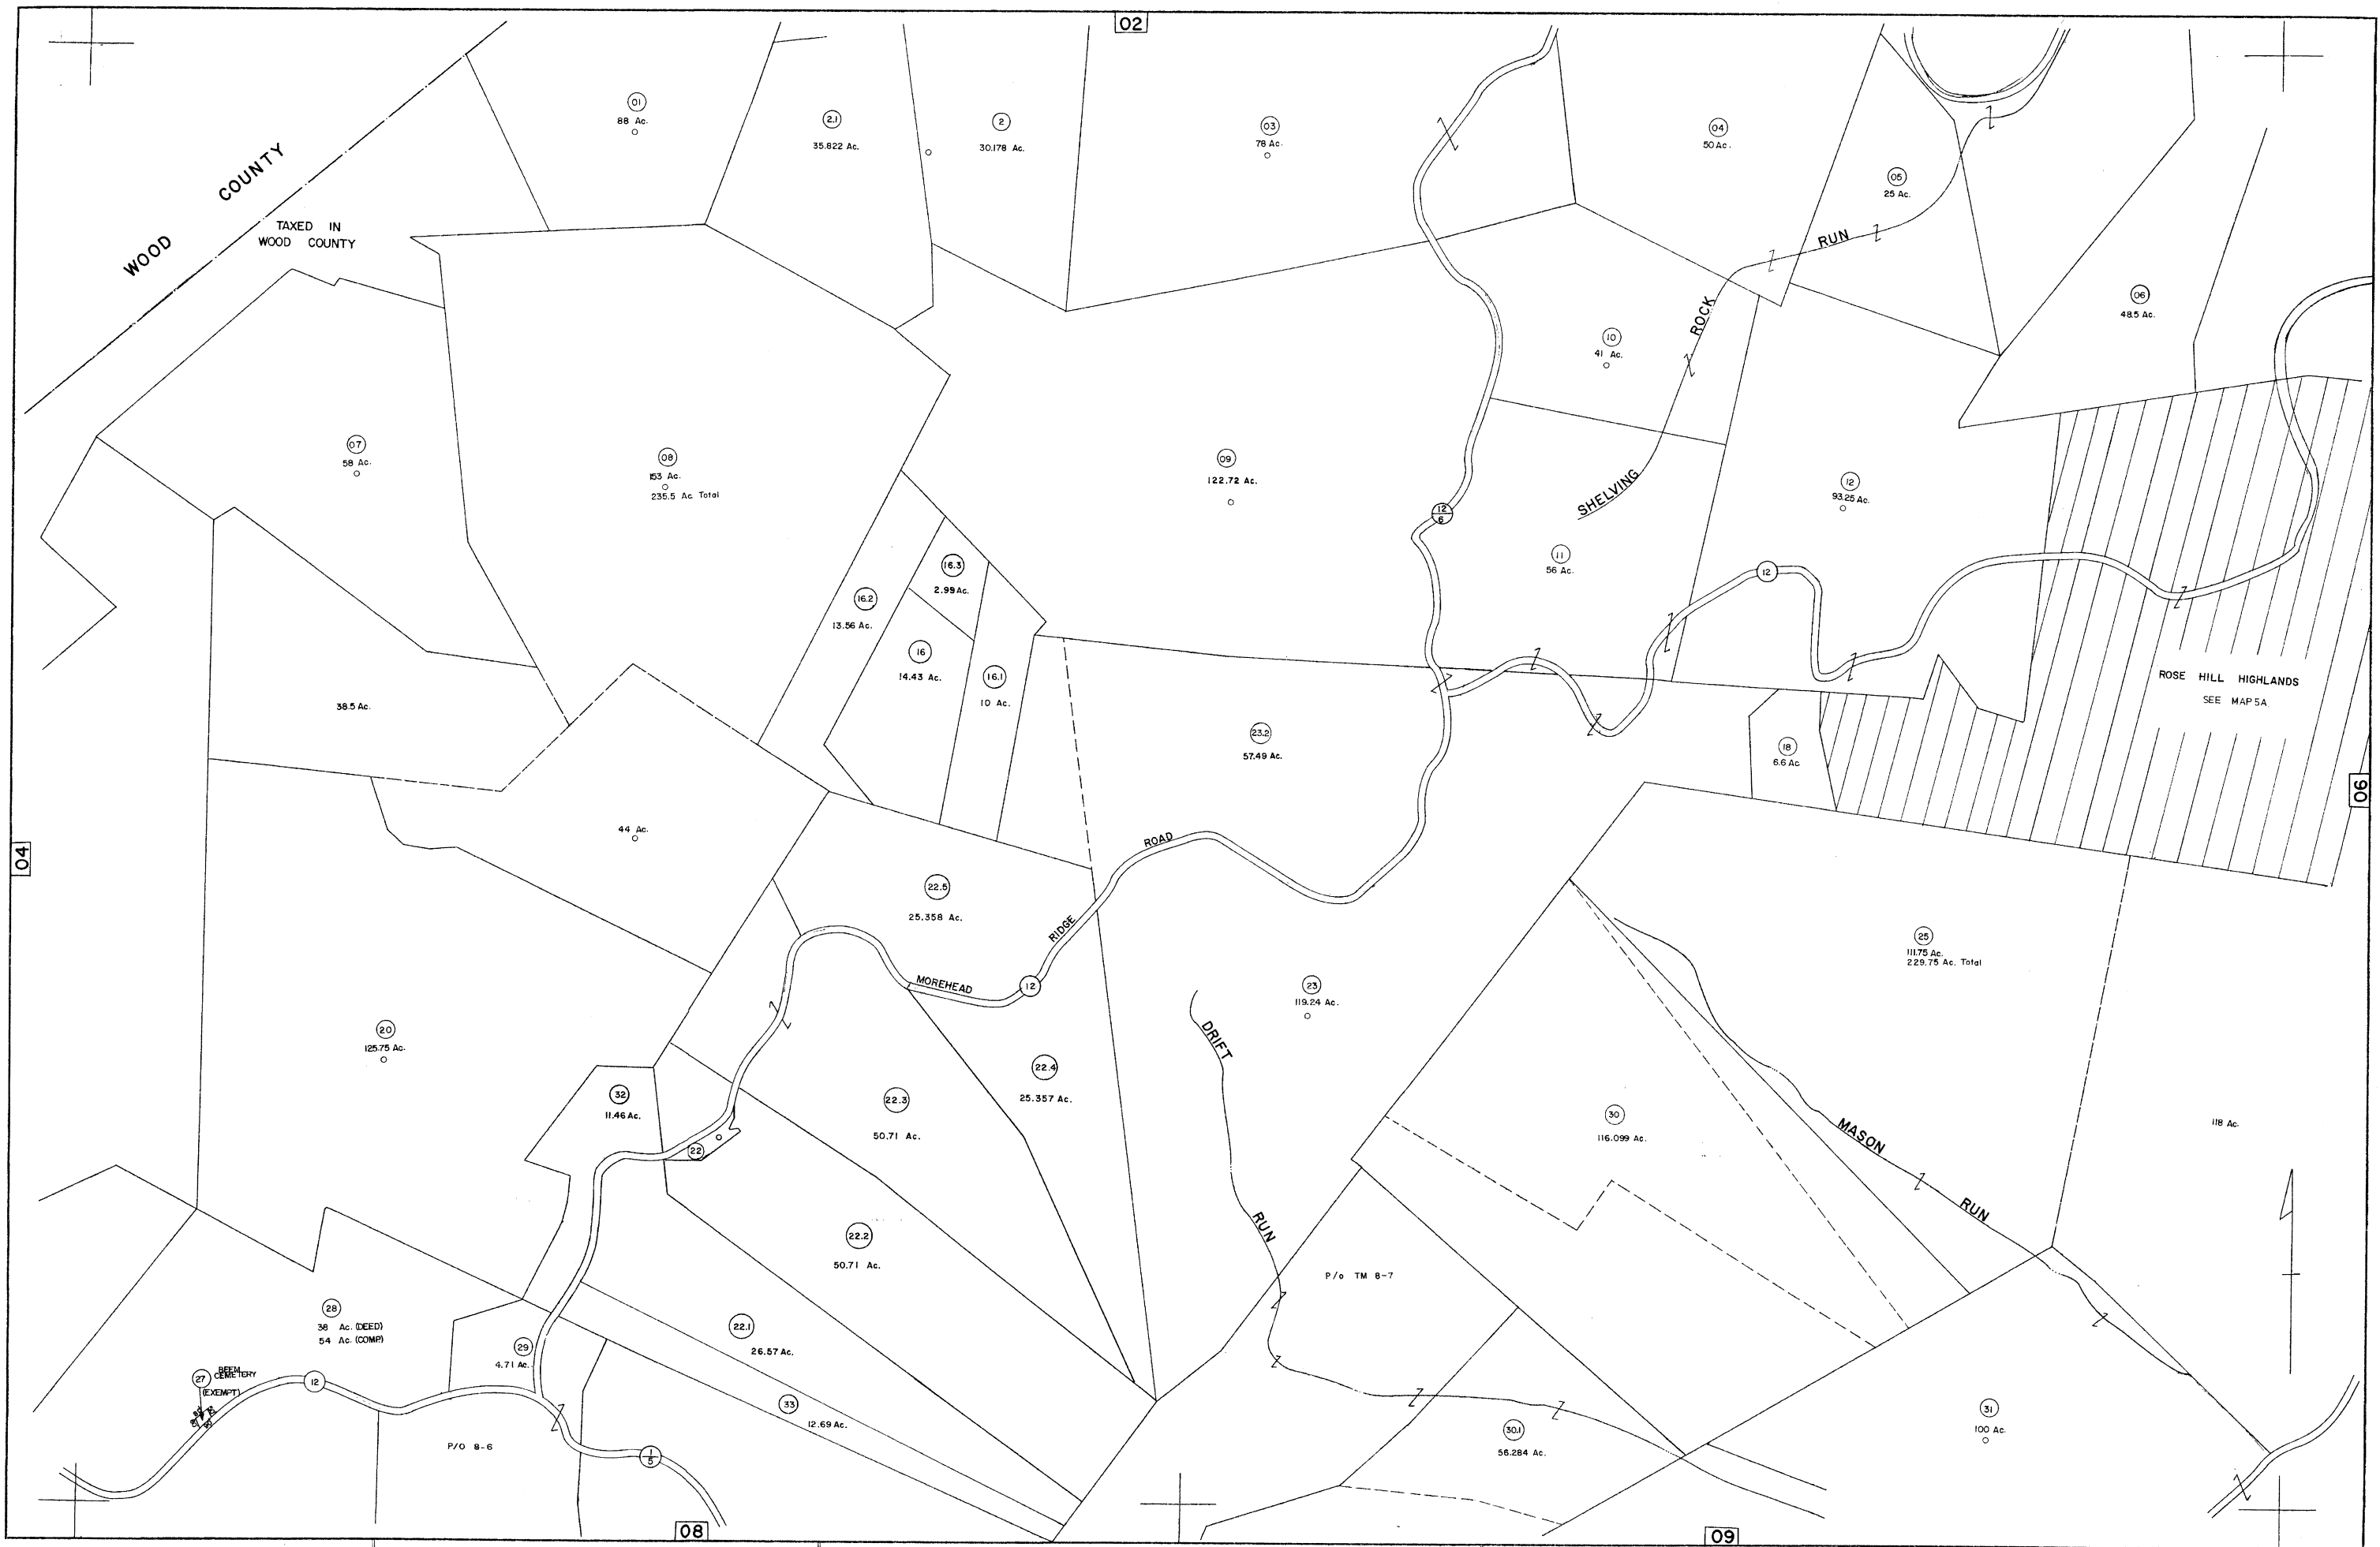 02
01
88 Ac.
2.1
35.822 Ac.
2
30.178 Ac.
03
78 Ac.
04
50 Ac.
05
25 Ac.
WOOD COUNTY
TAXED IN
WOOD COUNTY
SHELVING ROCK RUN
06
48.5 Ac.
10
41 Ac.
07
58 Ac.
08
153 Ac.
235.5 Ac. Total
09
122.72 Ac.
12
6
12
93.25 Ac.
11
56 Ac.
12
16.3
2.99 Ac.
16.2
13.56 Ac.
16
14.43 Ac.
16.1
10 Ac.
38.5 Ac.
23.2
57.49 Ac.
18
6.6 Ac
ROSE HILL HIGHLANDS
SEE MAP 5A
06
04
44 Ac.
22.5
25.358 Ac.
MOREHEAD RIDGE ROAD
12
25
111.75 Ac.
229.75 Ac. Total
23
119.24 Ac.
20
125.75 Ac.
DRIFT RUN
22.4
25.357 Ac.
22.3
50.71 Ac.
32
11.46 Ac.
22
30
116.099 Ac.
MASON RUN
118 Ac.
22.2
50.71 Ac.
P/o TM 8-7
28
38 Ac. (DEED)
54 Ac. (COMP)
22.1
26.57 Ac.
29
4.71 Ac.
27
BEEM
CEMETERY
(EXEMPT)
12
33
12.69 Ac.
30.1
56.284 Ac.
31
100 Ac.
P/O 8-6
1
5
08
09